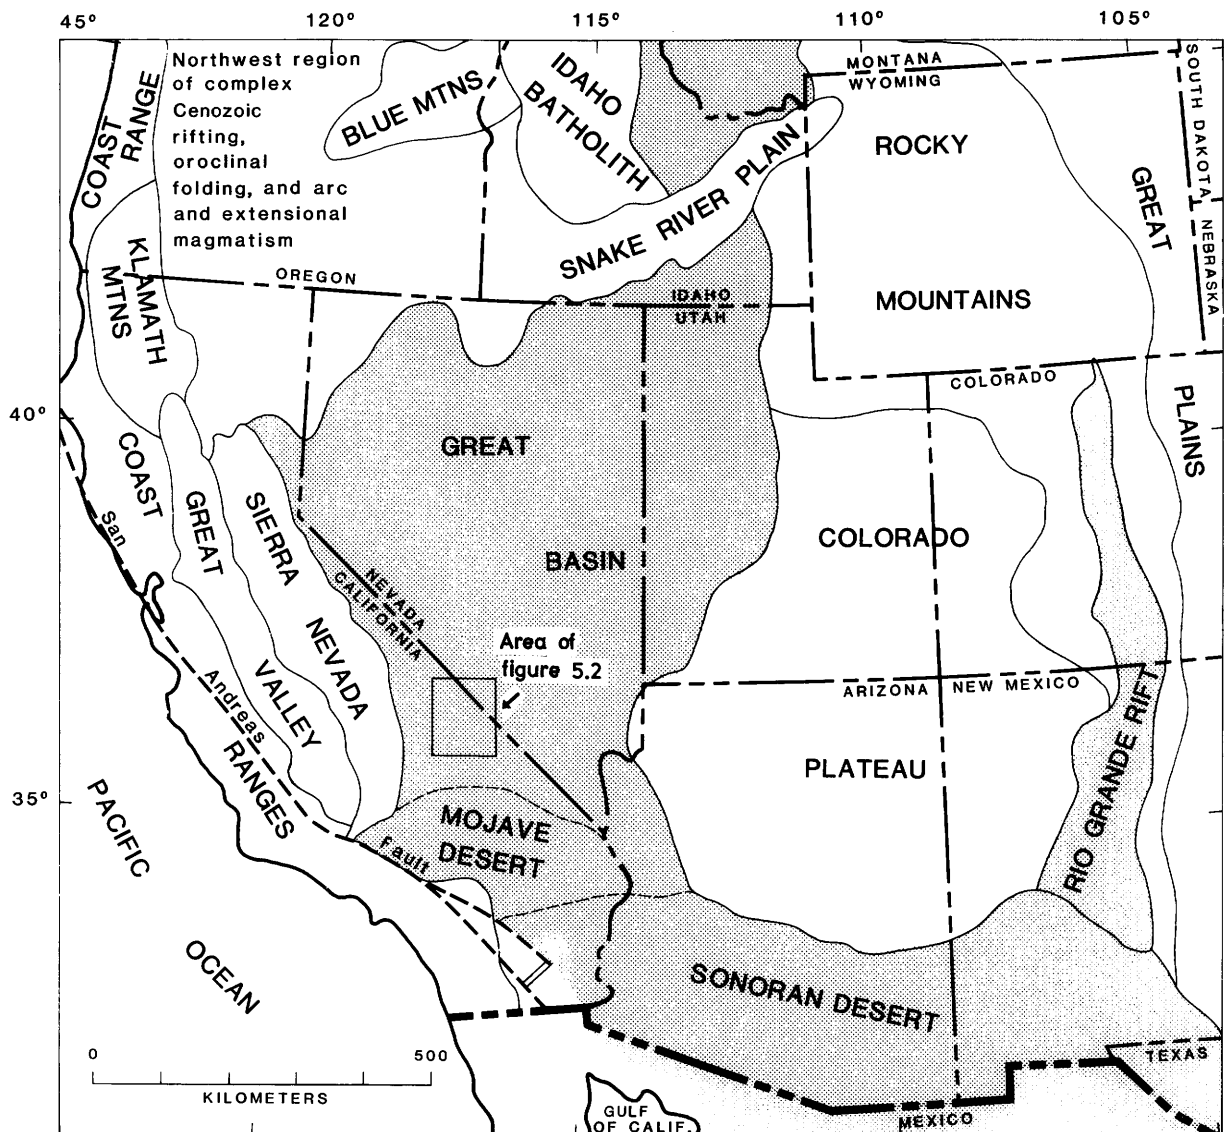 45°
120°
115°
110°
105°
Northwest region
of complex
Cenozoic
rifting,
oroclinal
folding, and arc
and extensional
magmatism
COAST RANGE
BLUE MTNS
IDAHO
BATHOLITH
MONTANA
WYOMING
SOUTH DAKOTA
NEBRASKA
ROCKY
MOUNTAINS
GREAT
PLAINS
SNAKE RIVER PLAIN
KLAMATH
MTNS
OREGON
IDAHO
UTAH
COLORADO
40°
GREAT
BASIN
COAST
RANGES
GREAT
VALLEY
SIERRA
NEVADA
San
Andreas
Fault
NEVADA
CALIFORNIA
COLORADO
PLATEAU
Area of
figure 5.2
ARIZONA
NEW MEXICO
RIO GRANDE RIFT
35°
PACIFIC
OCEAN
MOJAVE
DESERT
SONORAN DESERT
0
500
KILOMETERS
TEXAS
MEXICO
GULF
OF CALIF.